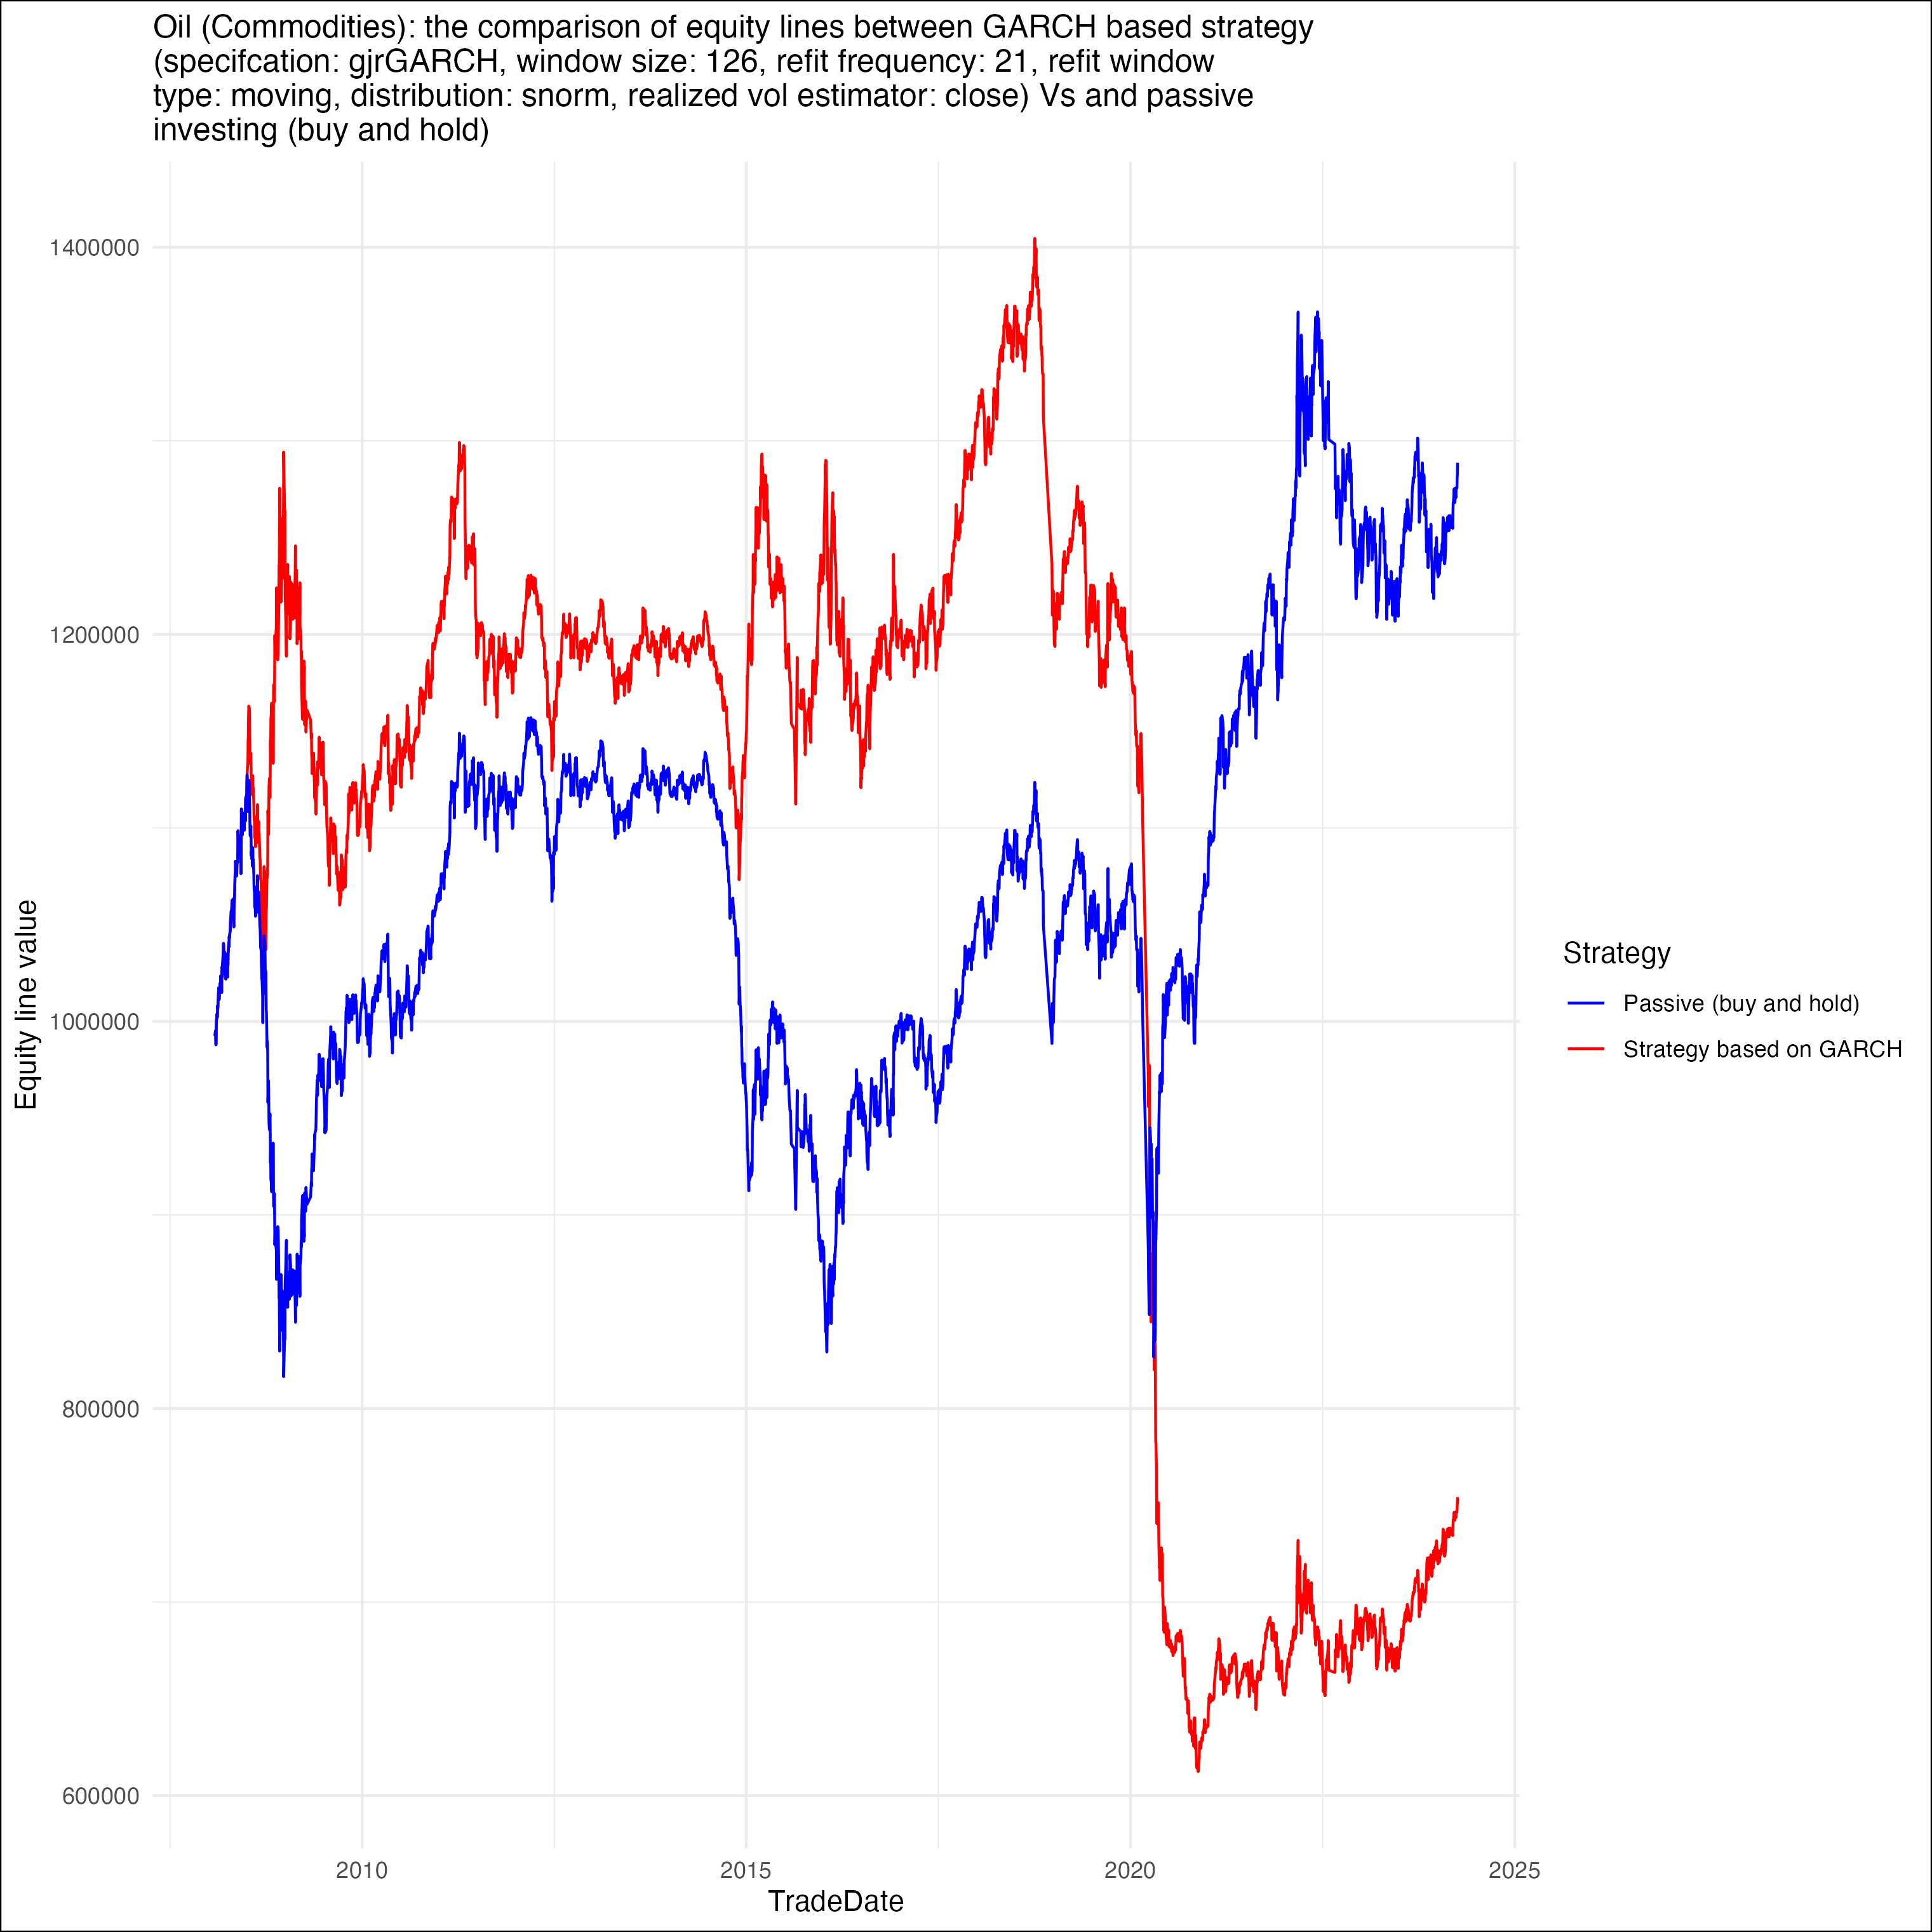 Oil (Commodities): the comparison of equity lines between GARCH based strategy
(specifcation: gjrGARCH, window size: 126, refit frequency: 21, refit window
type: moving, distribution: snorm, realized vol estimator: close) Vs and passive
investing (buy and hold)
1400000
1200000
1000000
800000
600000
Equity line value
2010
2015
2020
2025
TradeDate
Strategy
Passive (buy and hold)
Strategy based on GARCH